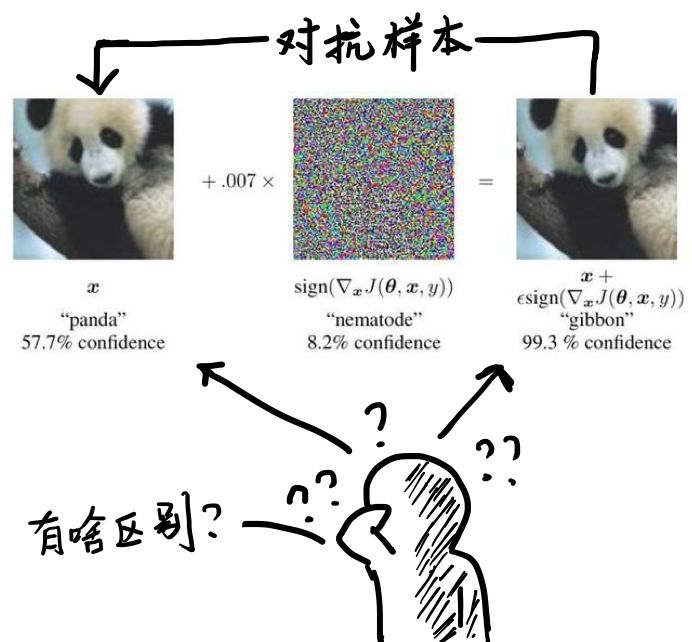 对抗样本
+ .007 ×
=
x
"panda"
57.7% confidence
sign(∇ₓJ(θ, x, y))
"nematode"
8.2% confidence
x +
ϵsign(∇ₓJ(θ, x, y))
"gibbon"
99.3 % confidence
?
??
??
有啥区别?